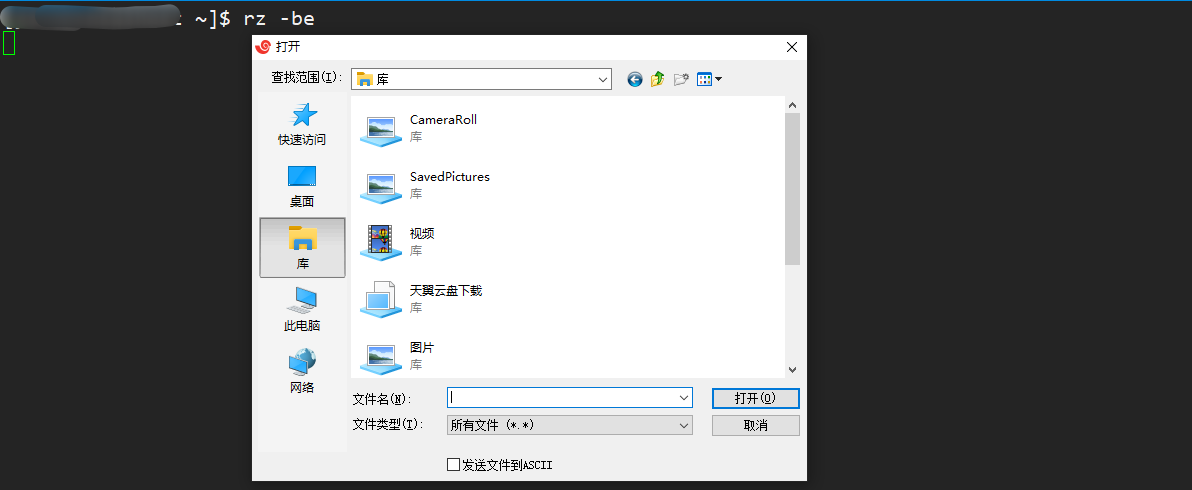 ~]$ rz -be
打开
查找范围(I):
库
快速访问
桌面
库
此电脑
网络
CameraRoll
库
SavedPictures
库
视频
库
天翼云盘下载
库
图片
库
文件名(N):
打开(O)
文件类型(T):
所有文件 (*.*)
取消
发送文件到ASCII